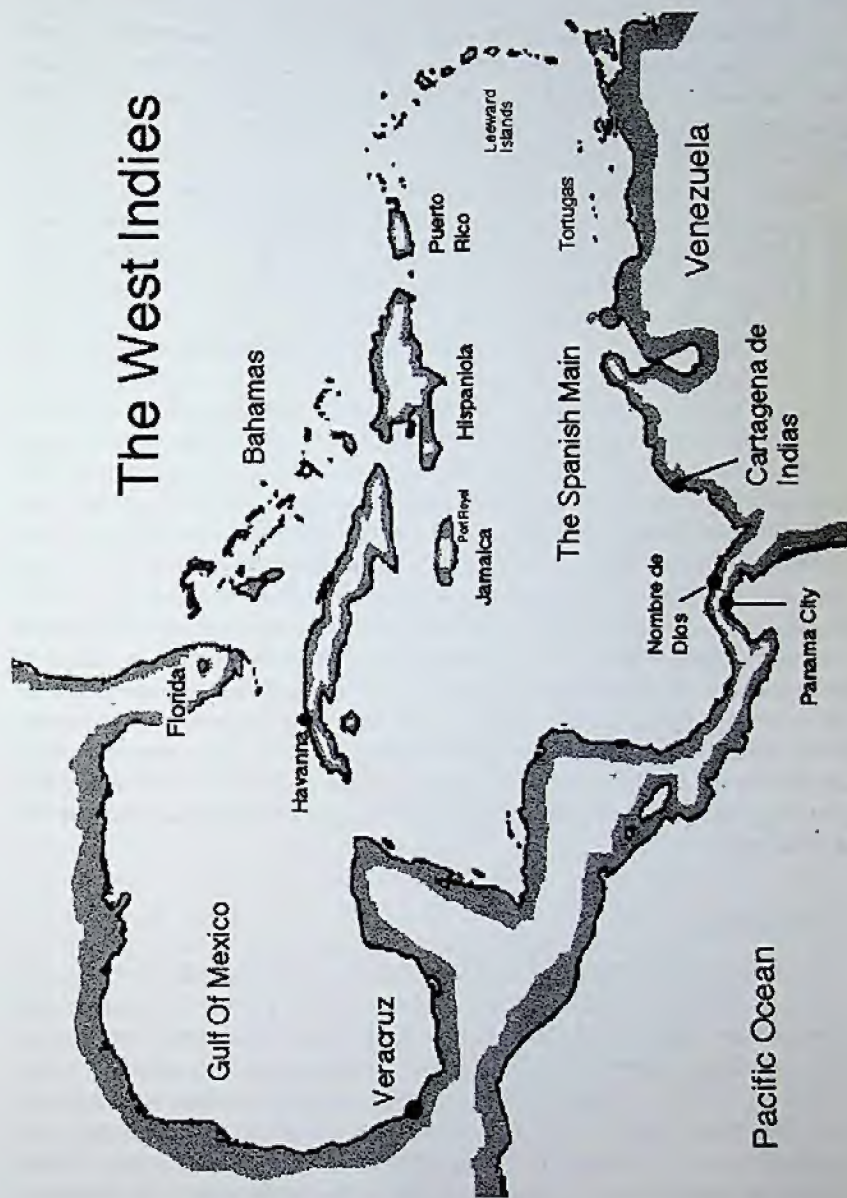 The West Indies
Bahamas
Florida
Gulf Of Mexico
Havanna
Puerto
Rico
Leeward
Islands
Hispaniola
Port Royal
Jamaica
Veracruz
Tortugas
The Spanish Main
Venezuela
Cartagena de
Indias
Nombre de
Dios
Panama City
Pacific Ocean